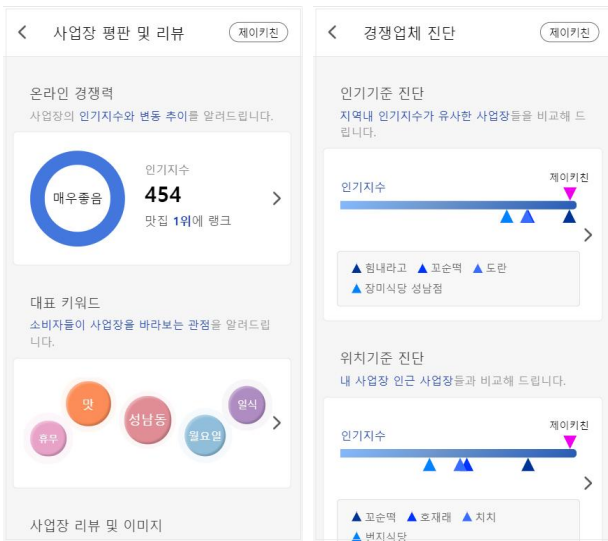 사업장 평판 및 리뷰
제이키친
온라인 경쟁력
사업장의 인기지수와 변동 추이를 알려드립니다.
매우좋음
인기지수
454
맛집 1위에 랭크
대표 키워드
소비자들이 사업장을 바라보는 관점을 알려드립
니다.
휴무
맛
성남동
월요일
일식
사업장 리뷰 및 이미지
경쟁업체 진단
제이키친
인기기준 진단
지역내 인기지수가 유사한 사업장들을 비교해 드
립니다.
제이키친
인기지수
힘내라고 꼬순떡 도란
장미식당 성남점
위치기준 진단
내 사업장 인근 사업장들과 비교해 드립니다.
제이키친
인기지수
꼬순떡 호재래 치치
번지식당